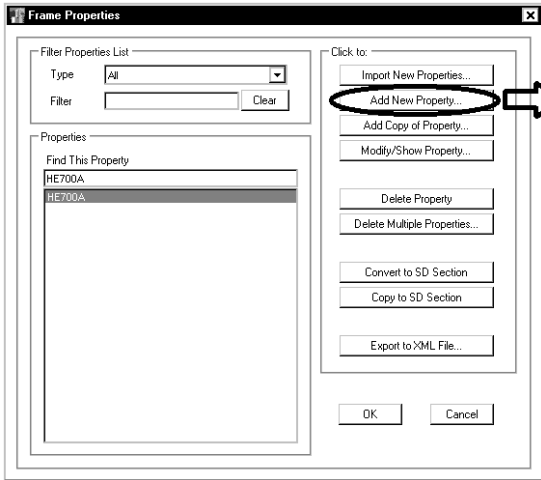 Frame Properties
Filter Properties List
Type All
Filter Clear
Properties
Find This Property
HE700A
HE700A
Click to:
Import New Properties...
Add New Property...
Add Copy of Property...
Modify/Show Property...
Delete Property
Delete Multiple Properties...
Convert to SD Section
Copy to SD Section
Export to XML File...
OK Cancel